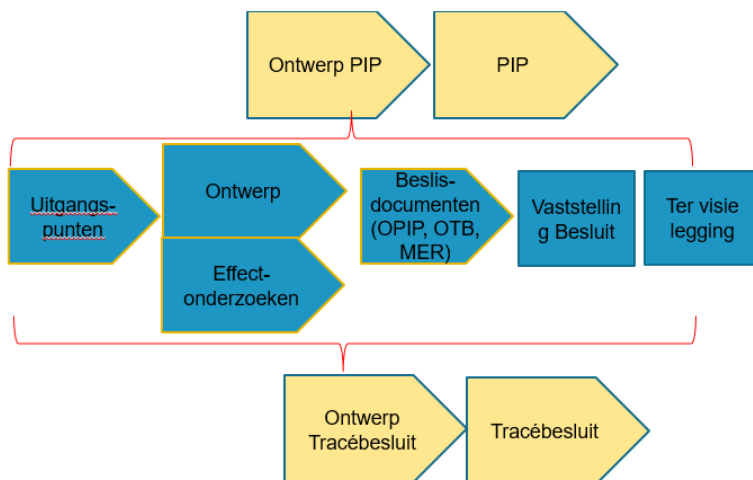 Ontwerp PIP
PIP
Uitgangs-
punten
Ontwerp
Effect-
onderzoeken
Beslis-
documenten
(OPIP, OTB,
MER)
Vaststellin
g Besluit
Ter visie
legging
Ontwerp
Tracébesluit
Tracébesluit